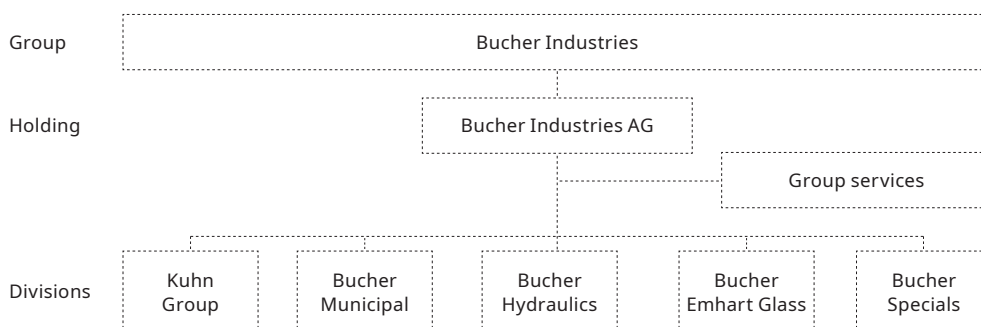 Group
Bucher Industries
Holding
Bucher Industries AG
Group services
Divisions
Kuhn
Group
Bucher
Municipal
Bucher
Hydraulics
Bucher
Emhart Glass
Bucher
Specials